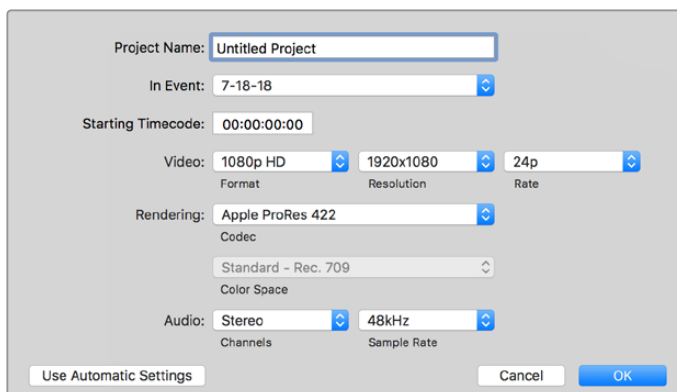 Project Name: Untitled Project
In Event: 7-18-18
Starting Timecode: 00:00:00:00
Video: 1080p HD 1920x1080 24p
Format Resolution Rate
Rendering: Apple ProRes 422
Codec
Standard - Rec. 709
Color Space
Audio: Stereo 48kHz
Channels Sample Rate
Use Automatic Settings Cancel OK